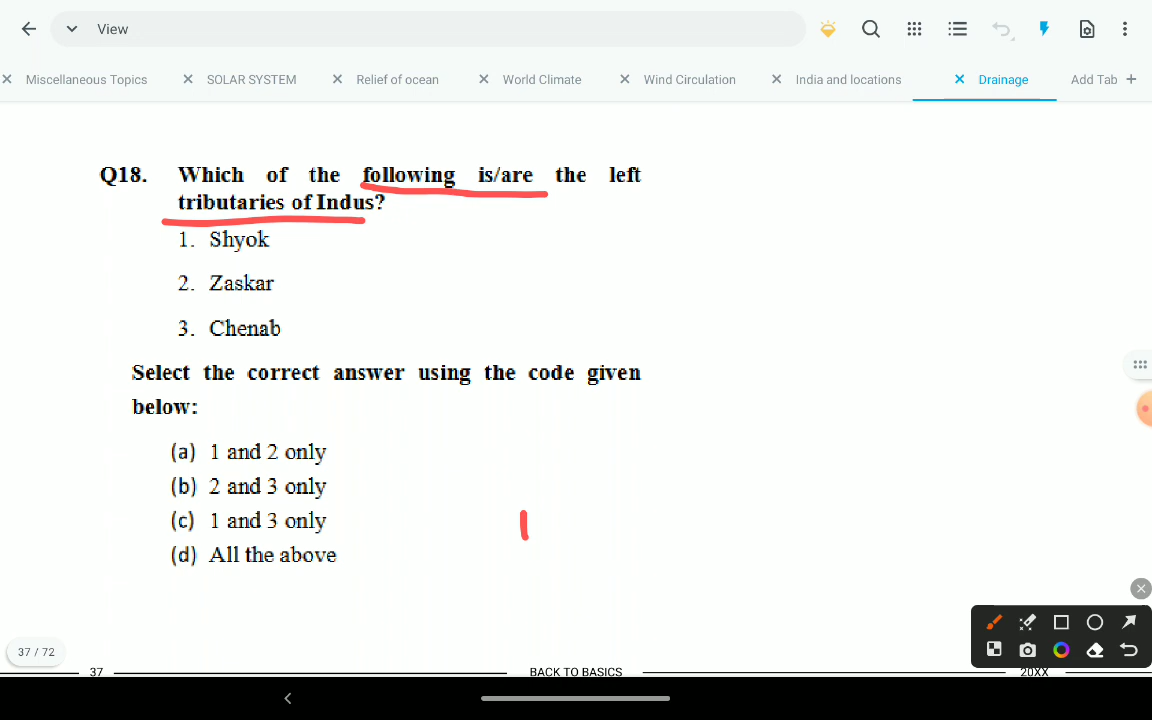 View
Miscellaneous Topics SOLAR SYSTEM Relief of ocean World Climate Wind Circulation India and locations Drainage Add Tab +
Q18. Which of the following is/are the left
tributaries of Indus?
1. Shyok
2. Zaskar
3. Chenab
Select the correct answer using the code given
below:
(a) 1 and 2 only
(b) 2 and 3 only
(c) 1 and 3 only
(d) All the above
37 / 72
37 BACK TO BASICS 20XX